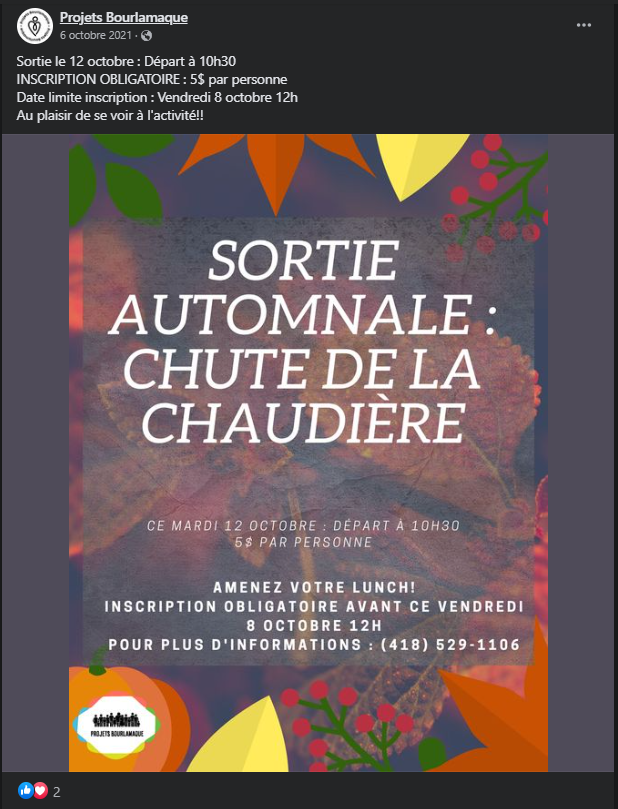 Projets Bourlamaque
6 octobre 2021 ·
Sortie le 12 octobre : Départ à 10h30
INSCRIPTION OBLIGATOIRE : 5$ par personne
Date limite inscription : Vendredi 8 octobre 12h
Au plaisir de se voir à l'activité!!
SORTIE
AUTOMNALE :
CHUTE DE LA
CHAUDIÈRE
CE MARDI 12 OCTOBRE : DÉPART À 10H30
5$ PAR PERSONNE
AMENEZ VOTRE LUNCH!
INSCRIPTION OBLIGATOIRE AVANT CE VENDREDI
8 OCTOBRE 12H
POUR PLUS D'INFORMATIONS : (418) 529-1106
PROJETS BOURLAMAQUE
2